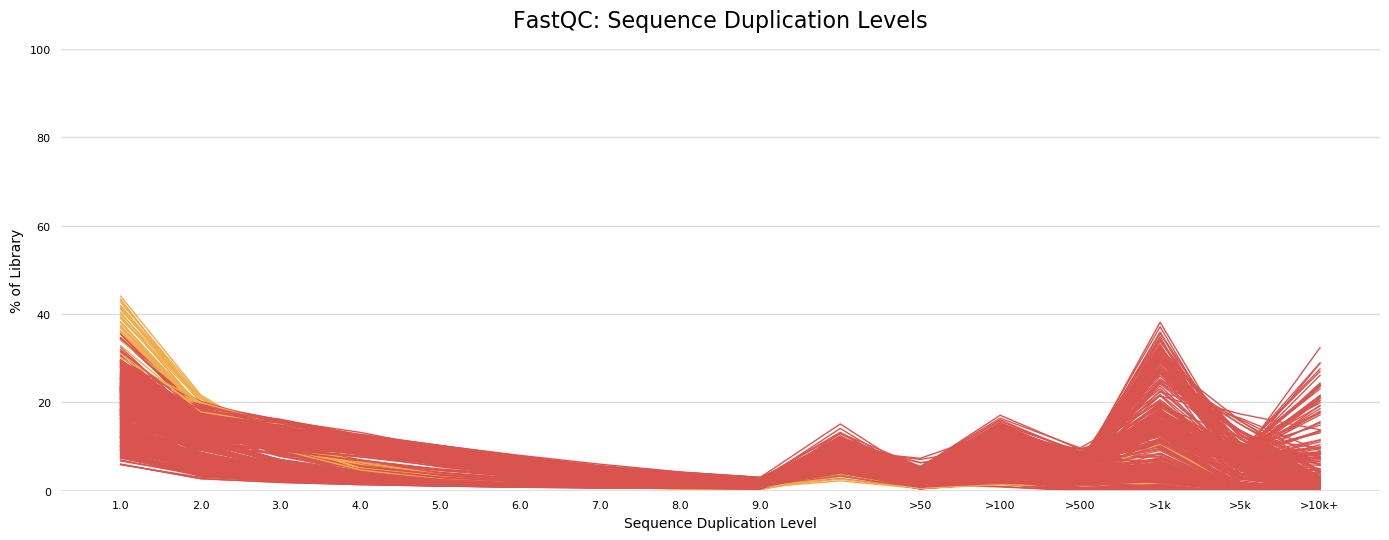 FastQC: Sequence Duplication Levels
100
80
60
40
20
0
% of Library
1.0 2.0 3.0 4.0 5.0 6.0 7.0 8.0 9.0 >10 >50 >100 >500 >1k >5k >10k+
Sequence Duplication Level